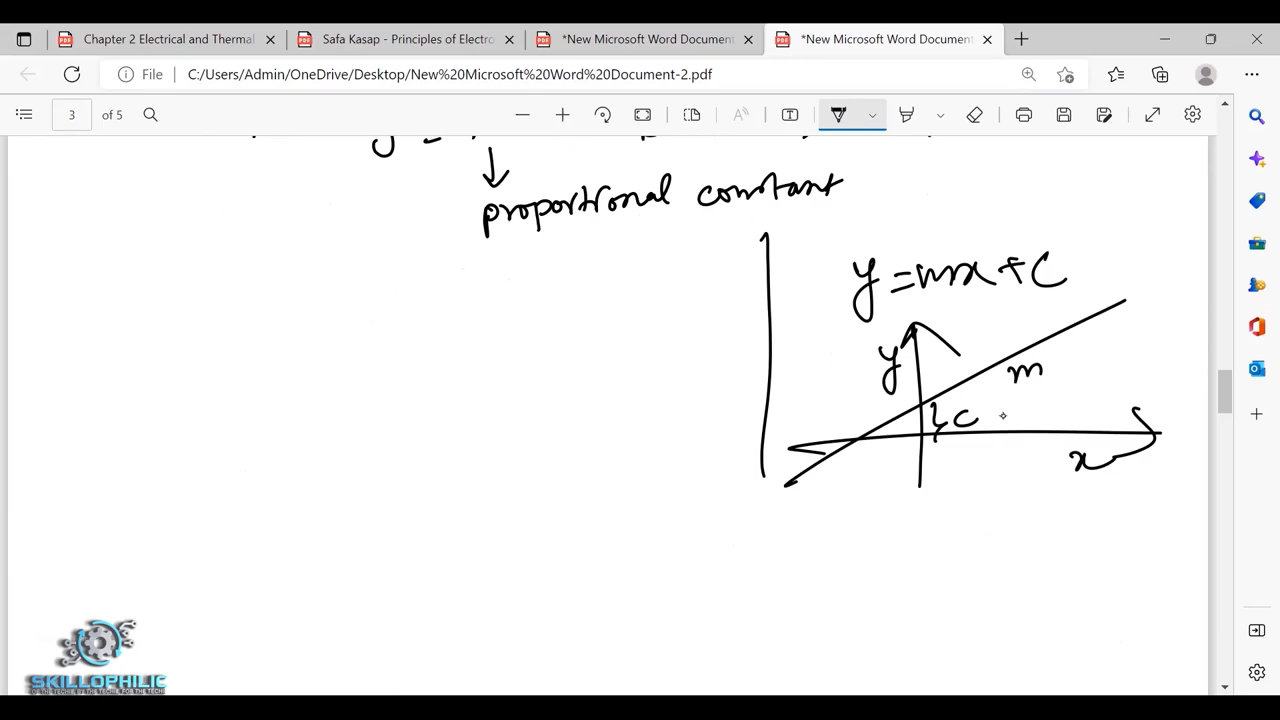 Chapter 2 Electrical and Thermal
Safa Kasap - Principles of Electro
*New Microsoft Word Document
*New Microsoft Word Document
File
C:/Users/Admin/OneDrive/Desktop/New%20Microsoft%20Word%20Document-2.pdf
3 of 5
y =
proportional constant
y = mx + C
y
m
C
x
SKILLOPHILIC